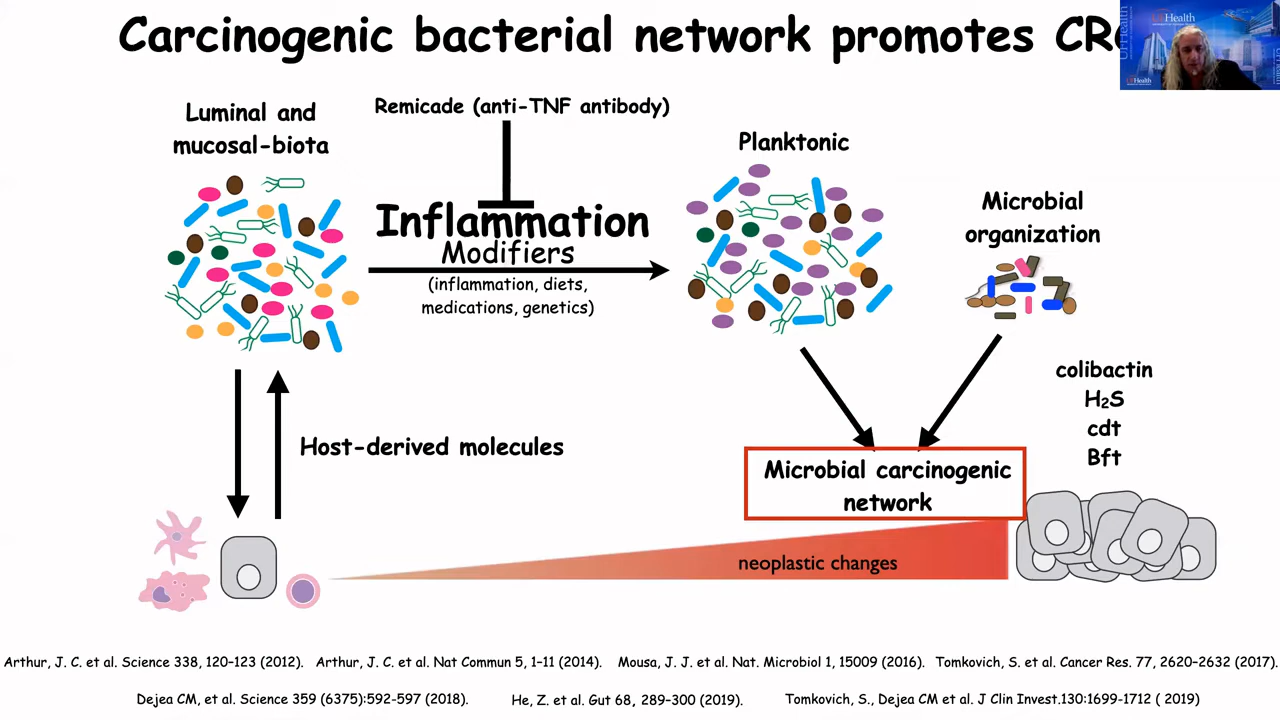 Carcinogenic bacterial network promotes CR
UFHealth
UFHealth
UFHealth
Luminal and
mucosal-biota
Remicade (anti-TNF antibody)
Inflammation
Modifiers
(inflammation, diets,
medications, genetics)
Planktonic
Microbial
organization
Host-derived molecules
colibactin
H₂S
cdt
Bft
Microbial carcinogenic
network
neoplastic changes
Arthur, J. C. et al. Science 338, 120–123 (2012). Arthur, J. C. et al. Nat Commun 5, 1–11 (2014). Mousa, J. J. et al. Nat. Microbiol 1, 15009 (2016). Tomkovich, S. et al. Cancer Res. 77, 2620–2632 (2017).
Dejea CM, et al. Science 359 (6375):592-597 (2018). He, Z. et al. Gut 68, 289–300 (2019). Tomkovich, S., Dejea CM et al. J Clin Invest.130:1699-1712 ( 2019)